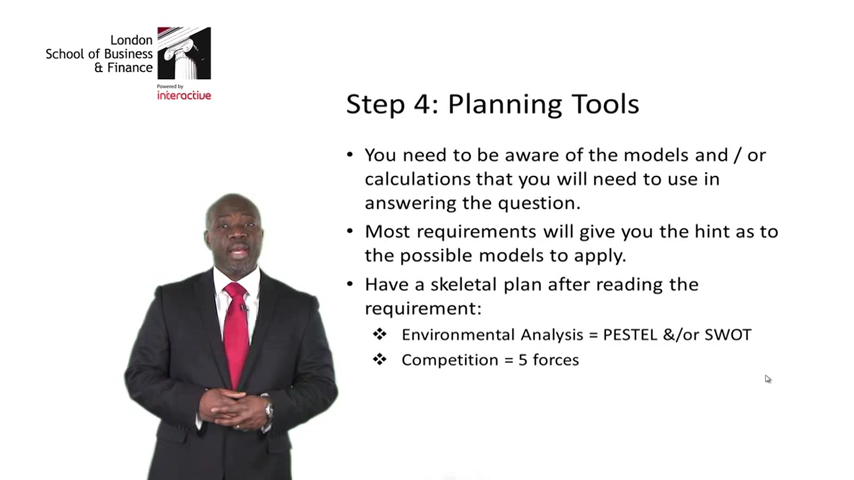 London
School of Business
& Finance
Powered by
interactive
Step 4: Planning Tools
• You need to be aware of the models and / or
calculations that you will need to use in
answering the question.
• Most requirements will give you the hint as to
the possible models to apply.
• Have a skeletal plan after reading the
requirement:
❖ Environmental Analysis = PESTEL &/or SWOT
❖ Competition = 5 forces